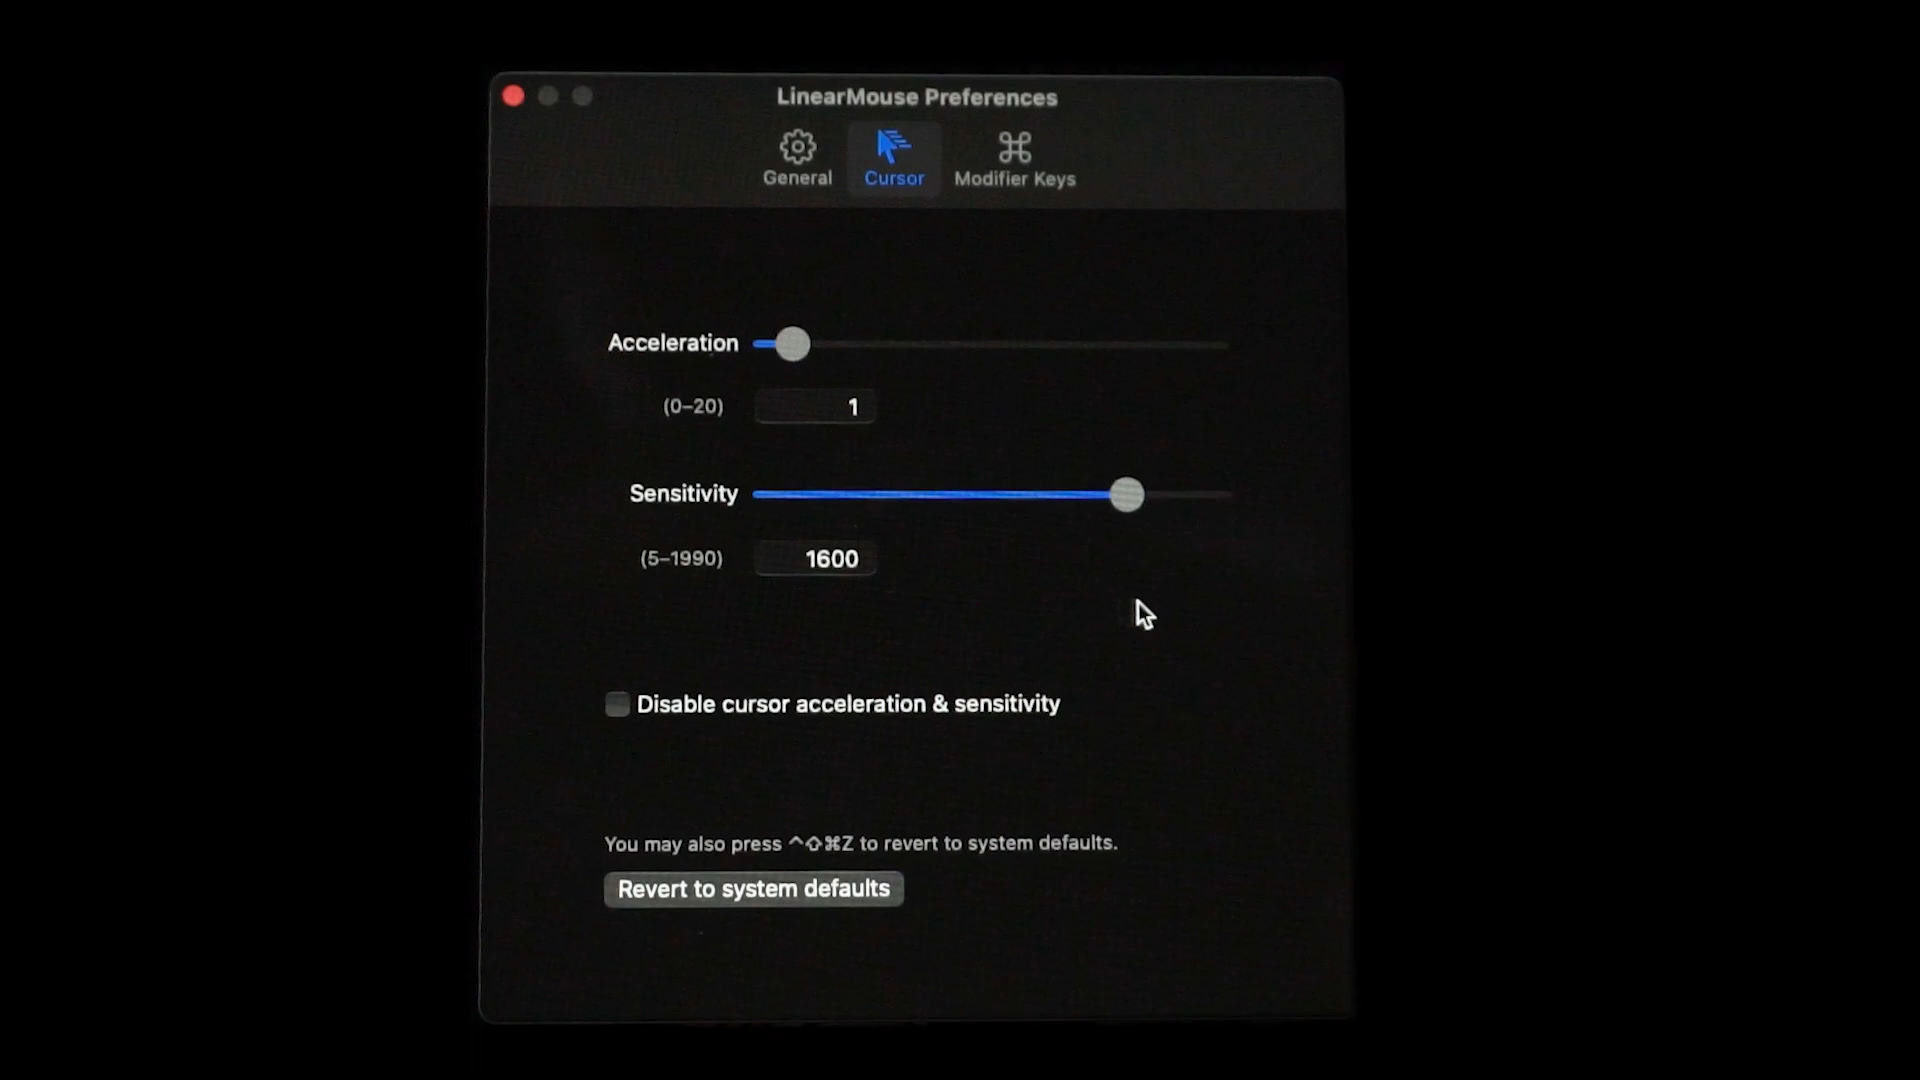 LinearMouse Preferences
General
Cursor
Modifier Keys
Acceleration
(0–20)
1
Sensitivity
(5–1990)
1600
Disable cursor acceleration & sensitivity
You may also press ^⇧⌘Z to revert to system defaults.
Revert to system defaults